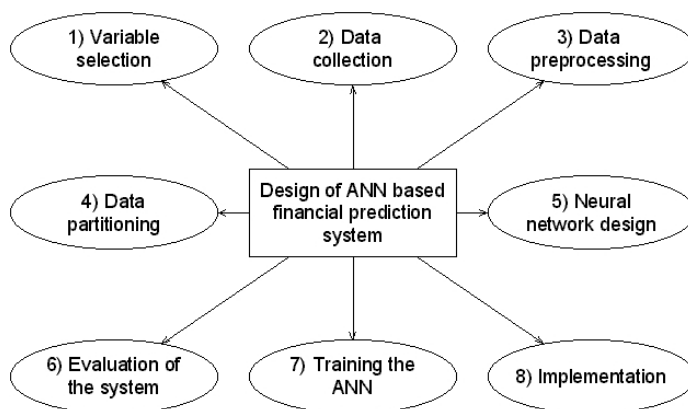 1) Variable
selection
2) Data
collection
3) Data
preprocessing
4) Data
partitioning
Design of ANN based
financial prediction
system
5) Neural
network design
6) Evaluation of
the system
7) Training the
ANN
8) Implementation